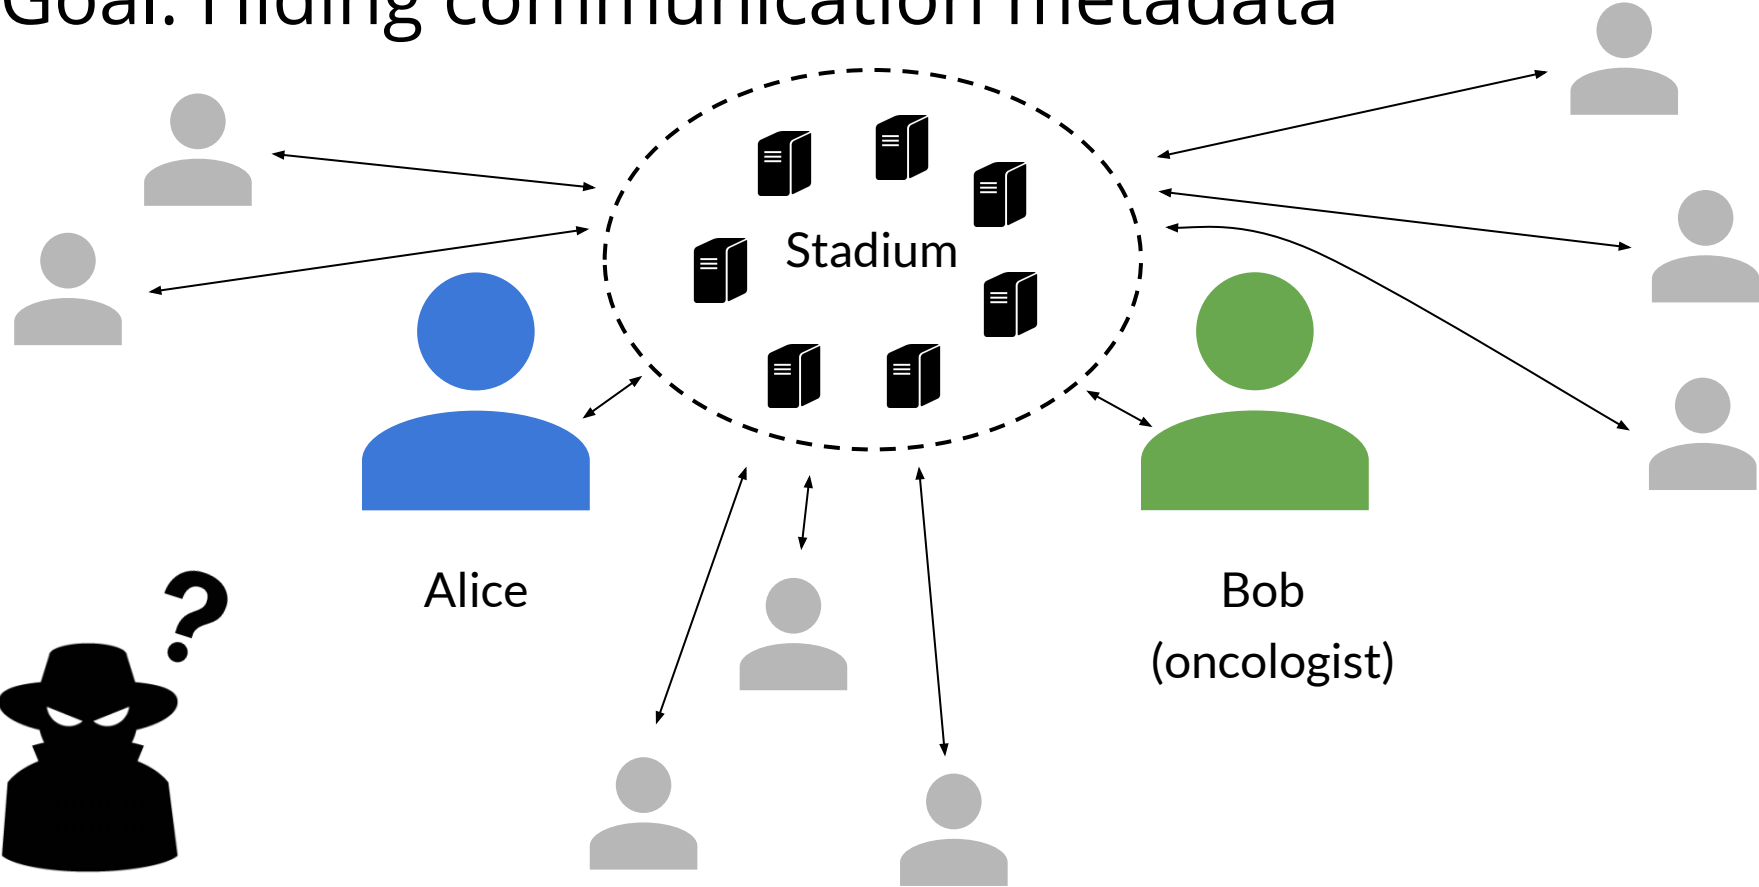 Goal: Hiding communication metadata
Stadium
Alice
Bob
(oncologist)
?